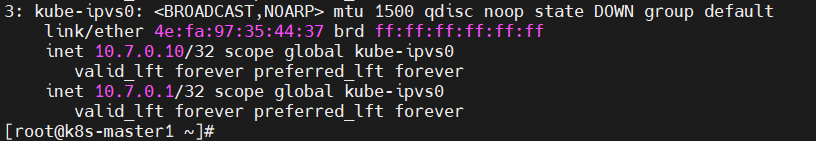 3: kube-ipvs0: <BROADCAST,NOARP> mtu 1500 qdisc noop state DOWN group default
link/ether 4e:fa:97:35:44:37 brd ff:ff:ff:ff:ff:ff
inet 10.7.0.10/32 scope global kube-ipvs0
valid_lft forever preferred_lft forever
inet 10.7.0.1/32 scope global kube-ipvs0
valid_lft forever preferred_lft forever
[root@k8s-master1 ~]#